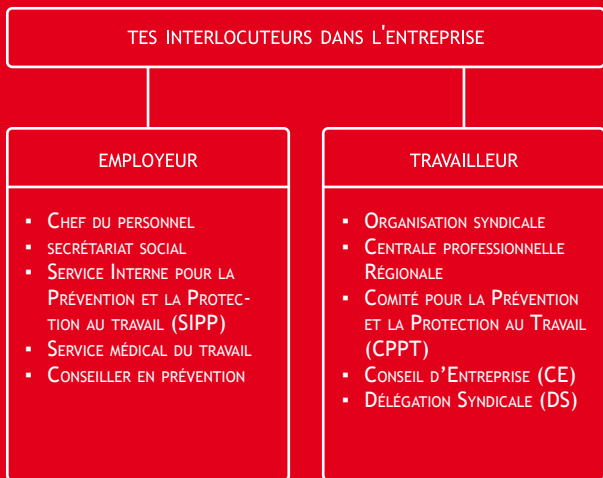 TES INTERLOCUTEURS DANS L'ENTREPRISE
EMPLOYEUR
▪ CHEF DU PERSONNEL
▪ SECRÉTARIAT SOCIAL
▪ SERVICE INTERNE POUR LA
PRÉVENTION ET LA PROTEC-
TION AU TRAVAIL (SIPP)
▪ SERVICE MÉDICAL DU TRAVAIL
▪ CONSEILLER EN PRÉVENTION
TRAVAILLEUR
▪ ORGANISATION SYNDICALE
▪ CENTRALE PROFESSIONNELLE
RÉGIONALE
▪ COMITÉ POUR LA PRÉVENTION
ET LA PROTECTION AU TRAVAIL
(CPPT)
▪ CONSEIL D’ENTREPRISE (CE)
▪ DÉLÉGATION SYNDICALE (DS)